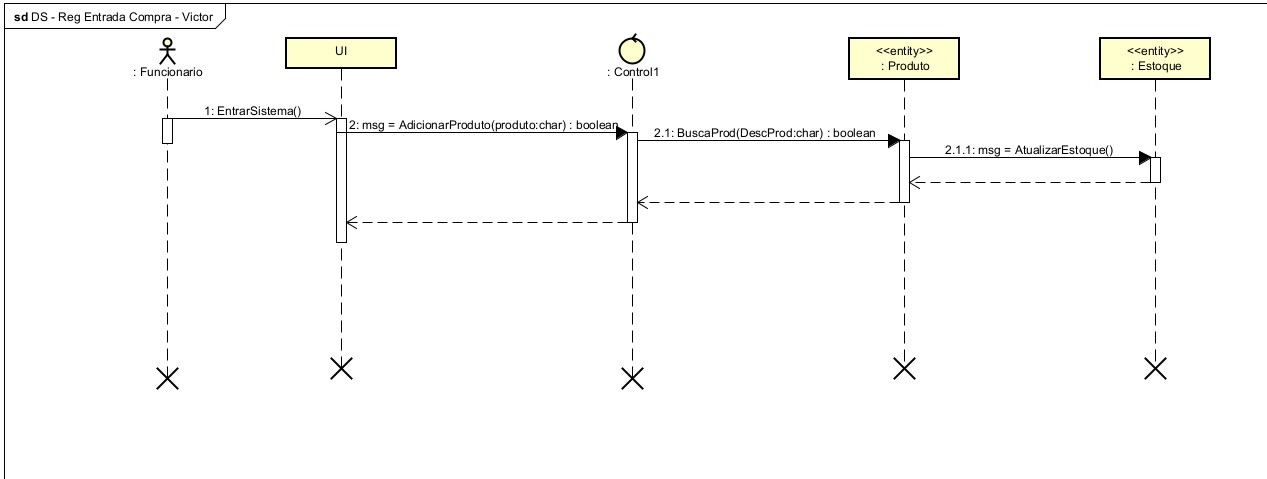 sd DS - Reg Entrada Compra - Victor
: Funcionario
UI
: Control1
<<entity>>
: Produto
<<entity>>
: Estoque
1: EntrarSistema()
2: msg = AdicionarProduto(produto:char) : boolean
2.1: BuscaProd(DescProd:char) : boolean
2.1.1: msg = AtualizarEstoque()